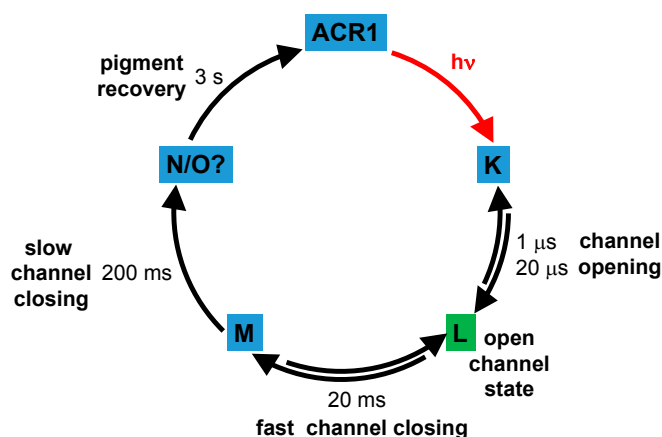 ACR1
hν
pigment
recovery 3 s
N/O?
K
1 μs channel
20 μs opening
slow
channel 200 ms
closing
M
L
open
channel
state
20 ms
fast channel closing